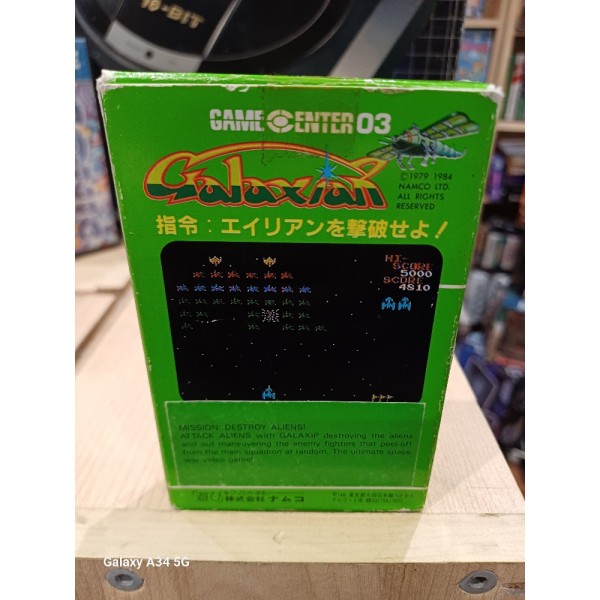 16-BIT
GAME CENTER 03
Galaxian
©1979 1984
NAMCO LTD.
ALL RIGHTS
RESERVED
指令：エイリアンを撃破せよ！
HI-
SCORE
5000
SCORE
4810
MISSION: DESTROY ALIENS!
ATTACK ALIENS with GALAXIP destroying the aliens
and out maneuvering the enemy fighters that peel-off
from the main squadron at random. The ultimate space
war video game!
株式会社 ナムコ
Galaxy A34 5G